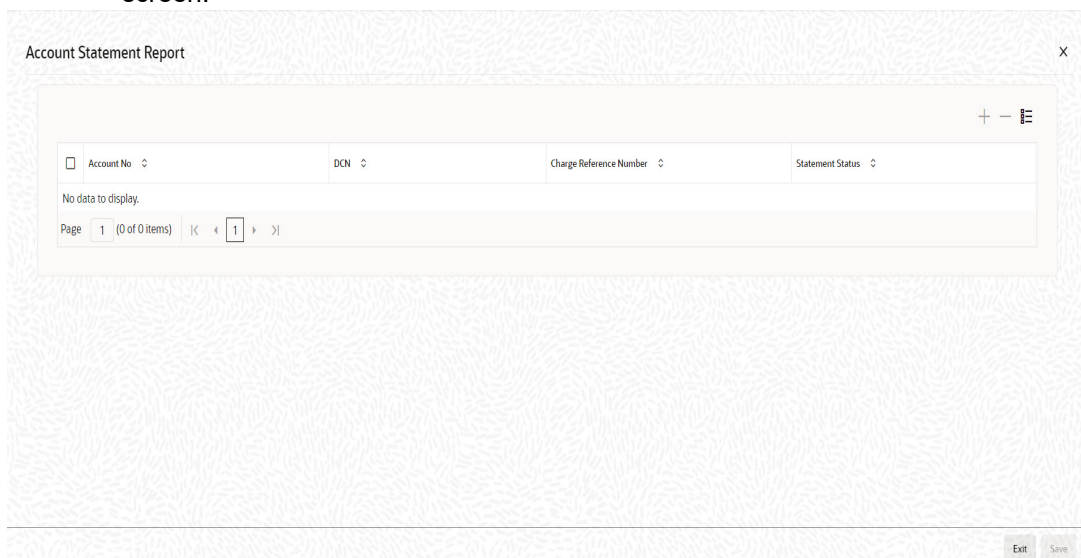 screen.
Account Statement Report X
Account No DCN Charge Reference Number Statement Status
No data to display.
Page 1 (0 of 0 items) 1
Exit Save